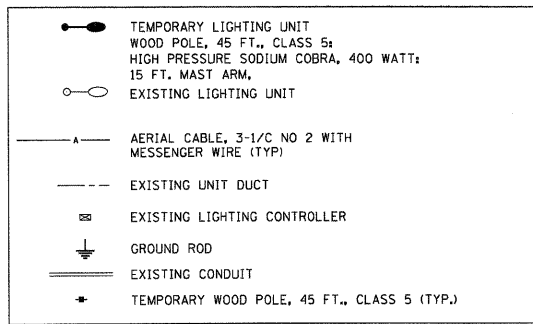 TEMPORARY LIGHTING UNIT
WOOD POLE, 45 FT., CLASS 5;
HIGH PRESSURE SODIUM COBRA, 400 WATT;
15 FT. MAST ARM,
EXISTING LIGHTING UNIT
A
AERIAL CABLE, 3-1/C NO 2 WITH
MESSENGER WIRE (TYP)
EXISTING UNIT DUCT
EXISTING LIGHTING CONTROLLER
GROUND ROD
EXISTING CONDUIT
TEMPORARY WOOD POLE, 45 FT., CLASS 5 (TYP.)